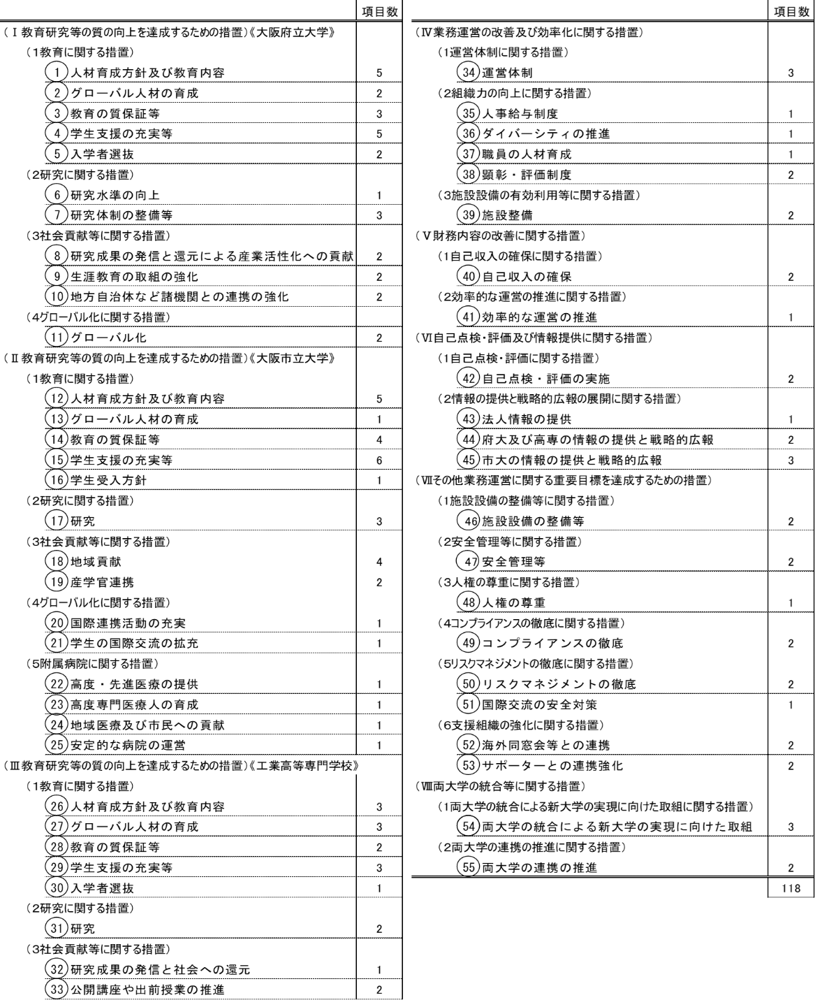 項目数
(Ⅰ教育研究等の質の向上を達成するための措置)《大阪府立大学》
(1教育に関する措置)
1 人材育成方針及び教育内容 5
2 グローバル人材の育成 2
3 教育の質保証等 3
4 学生支援の充実等 5
5 入学者選抜 2
(2研究に関する措置)
6 研究水準の向上 1
7 研究体制の整備等 3
(3社会貢献等に関する措置)
8 研究成果の発信と還元による産業活性化への貢献 2
9 生涯教育の取組の強化 2
10 地方自治体など諸機関との連携の強化 2
(4グローバル化に関する措置)
11 グローバル化 2
(Ⅱ教育研究等の質の向上を達成するための措置)《大阪市立大学》
(1教育に関する措置)
12 人材育成方針及び教育内容 5
13 グローバル人材の育成 1
14 教育の質保証等 4
15 学生支援の充実等 6
16 学生受入方針 1
(2研究に関する措置)
17 研究 3
(3社会貢献等に関する措置)
18 地域貢献 4
19 産学官連携 2
(4グローバル化に関する措置)
20 国際連携活動の充実 1
21 学生の国際交流の拡充 1
(5附属病院に関する措置)
22 高度・先進医療の提供 1
23 高度専門医療人の育成 1
24 地域医療及び市民への貢献 1
25 安定的な病院の運営 1
(Ⅲ教育研究等の質の向上を達成するための措置)《工業高等専門学校》
(1教育に関する措置)
26 人材育成方針及び教育内容 3
27 グローバル人材の育成 3
28 教育の質保証等 2
29 学生支援の充実等 3
30 入学者選抜 1
(2研究に関する措置)
31 研究 2
(3社会貢献等に関する措置)
32 研究成果の発信と社会への還元 1
33 公開講座や出前授業の推進 2
項目数
(Ⅳ業務運営の改善及び効率化に関する措置)
(1運営体制に関する措置)
34 運営体制 3
(2組織力の向上に関する措置)
35 人事給与制度 1
36 ダイバーシティの推進 1
37 職員の人材育成 1
38 顕彰・評価制度 2
(3施設設備の有効利用等に関する措置)
39 施設整備 2
(Ⅴ財務内容の改善に関する措置)
(1自己収入の確保に関する措置)
40 自己収入の確保 2
(2効率的な運営の推進に関する措置)
41 効率的な運営の推進 1
(Ⅵ自己点検・評価及び情報提供に関する措置)
(1自己点検・評価に関する措置)
42 自己点検・評価の実施 2
(2情報の提供と戦略的広報の展開に関する措置)
43 法人情報の提供 1
44 府大及び高専の情報の提供と戦略的広報 2
45 市大の情報の提供と戦略的広報 3
(Ⅶその他業務運営に関する重要目標を達成するための措置)
(1施設設備の整備等に関する措置)
46 施設設備の整備等 2
(2安全管理等に関する措置)
47 安全管理等 2
(3人権の尊重に関する措置)
48 人権の尊重 1
(4コンプライアンスの徹底に関する措置)
49 コンプライアンスの徹底 2
(5リスクマネジメントの徹底に関する措置)
50 リスクマネジメントの徹底 2
51 国際交流の安全対策 1
(6支援組織の強化に関する措置)
52 海外同窓会等との連携 2
53 サポーターとの連携強化 2
(Ⅷ両大学の統合等に関する措置)
(1両大学の統合による新大学の実現に向けた取組に関する措置)
54 両大学の統合による新大学の実現に向けた取組 3
(2両大学の連携の推進に関する措置)
55 両大学の連携の推進 2
118